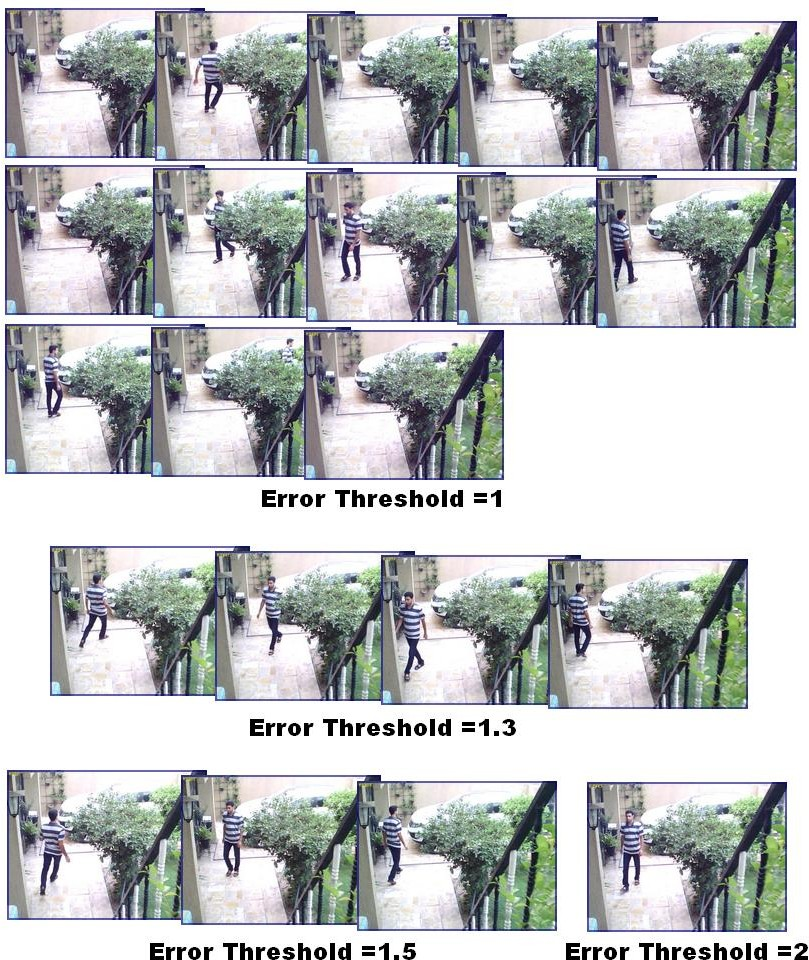 Error Threshold =1
Error Threshold =1.3
Error Threshold =1.5
Error Threshold =2